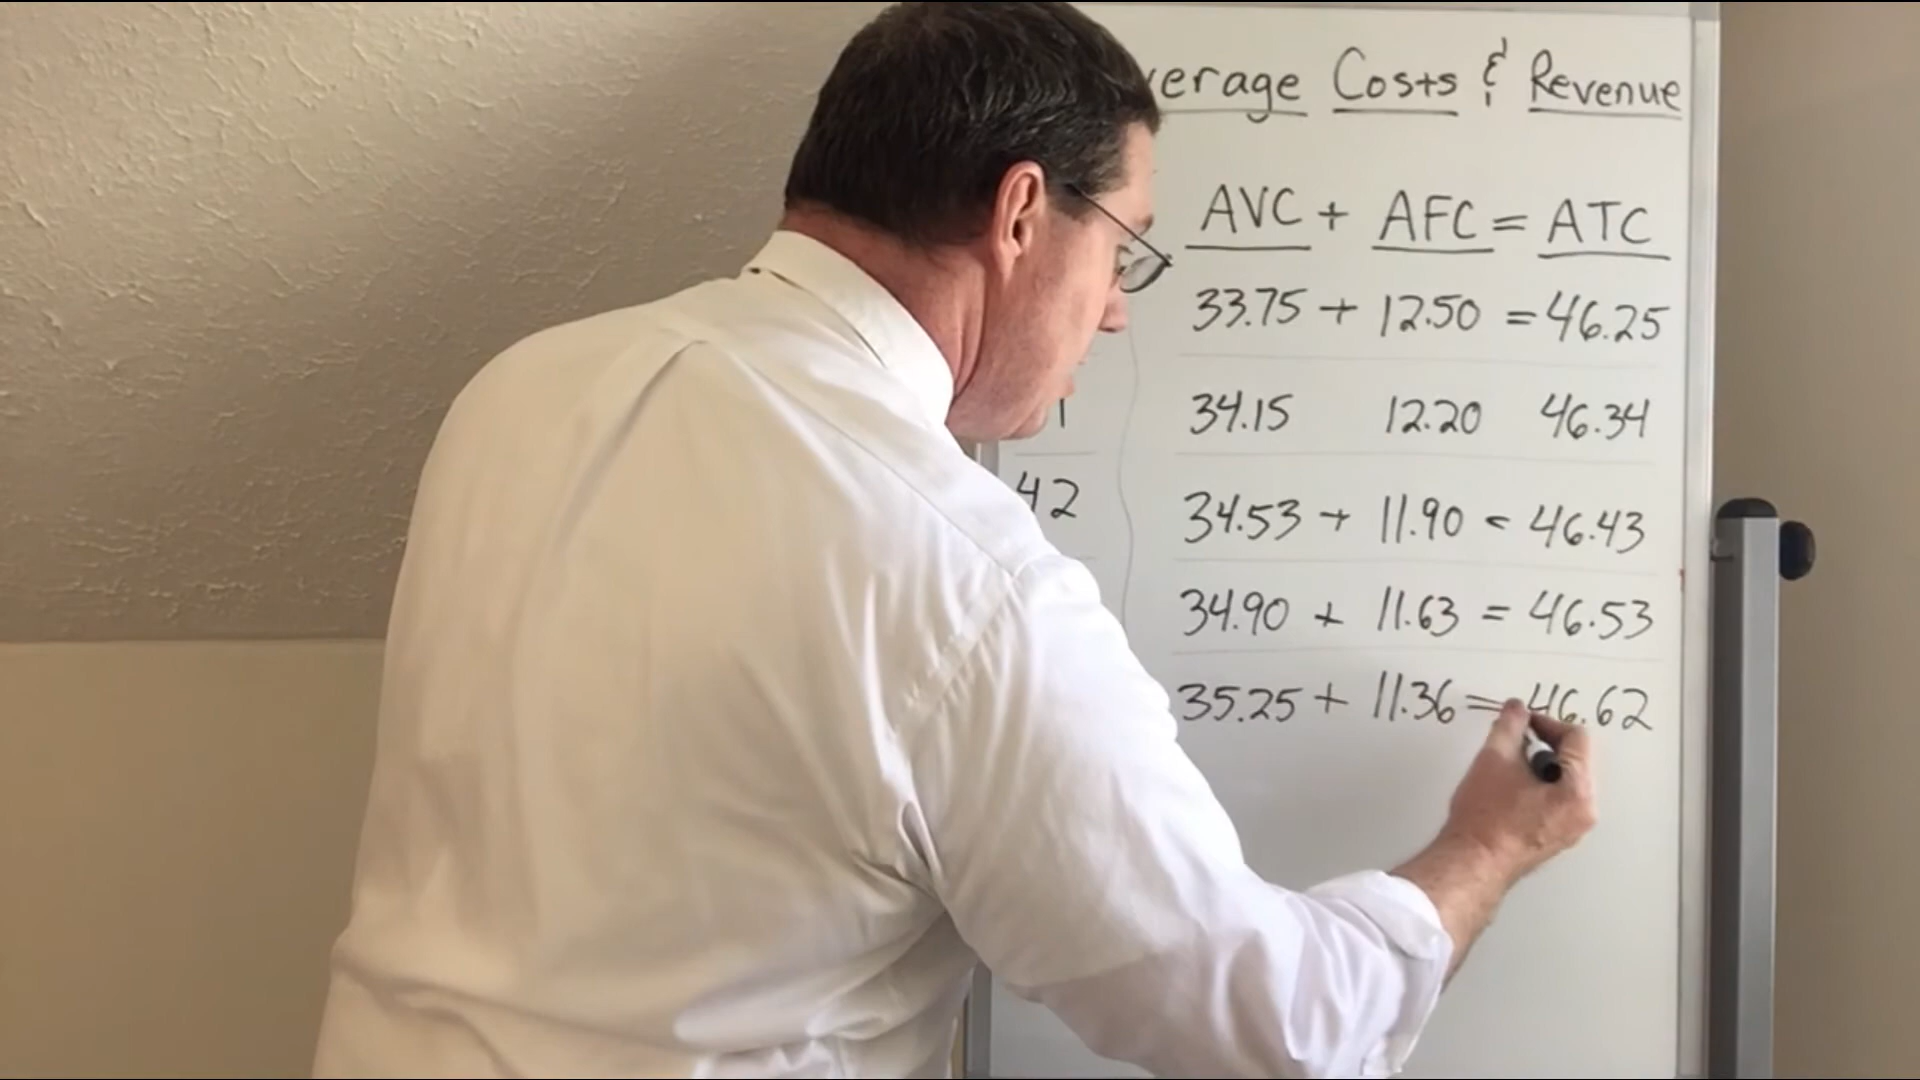 erage Costs & Revenue
AVC + AFC = ATC
33.75 + 12.50 = 46.25
34.15 12.20 46.34
42 34.53 + 11.90 = 46.43
34.90 + 11.63 = 46.53
35.25 + 11.36 = 46.62